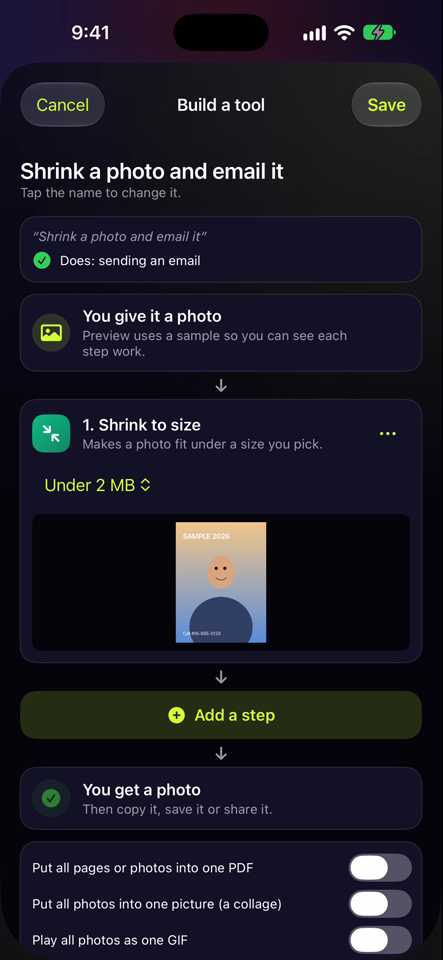 9:41
Cancel
Build a tool
Save
Shrink a photo and email it
Tap the name to change it.
“Shrink a photo and email it”
Does: sending an email
You give it a photo
Preview uses a sample so you can see each
step work.
1. Shrink to size
Makes a photo fit under a size you pick.
Under 2 MB
SAMPLE 2026
Call 415-555-0123
Add a step
You get a photo
Then copy it, save it or share it.
Put all pages or photos into one PDF
Put all photos into one picture (a collage)
Play all photos as one GIF